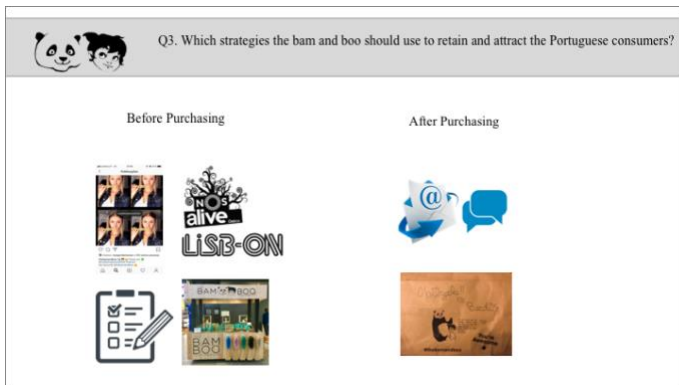 Q3. Which strategies the bam and boo should use to retain and attract the Portuguese consumers?
Before Purchasing
After Purchasing
NOS
alive
LISB-ON
@
BAM BOO
BAM
BOO